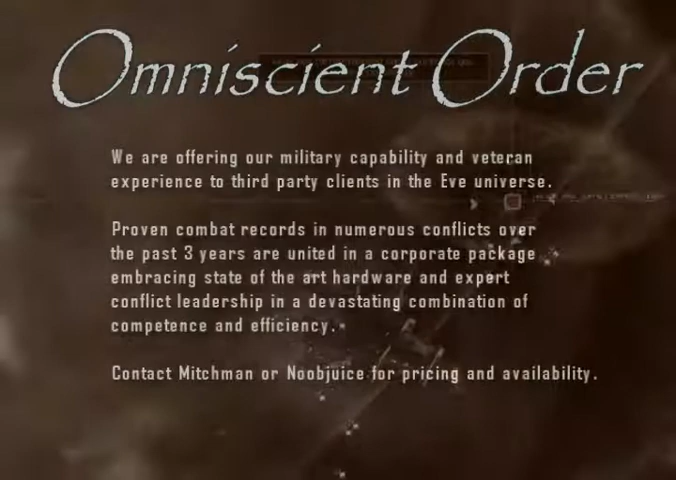 Omniscient Order
We are offering our military capability and veteran
experience to third party clients in the Eve universe.
Proven combat records in numerous conflicts over
the past 3 years are united in a corporate package
embracing state of the art hardware and expert
conflict leadership in a devastating combination of
competence and efficiency.
Contact Mitchman or Noobjuice for pricing and availability.